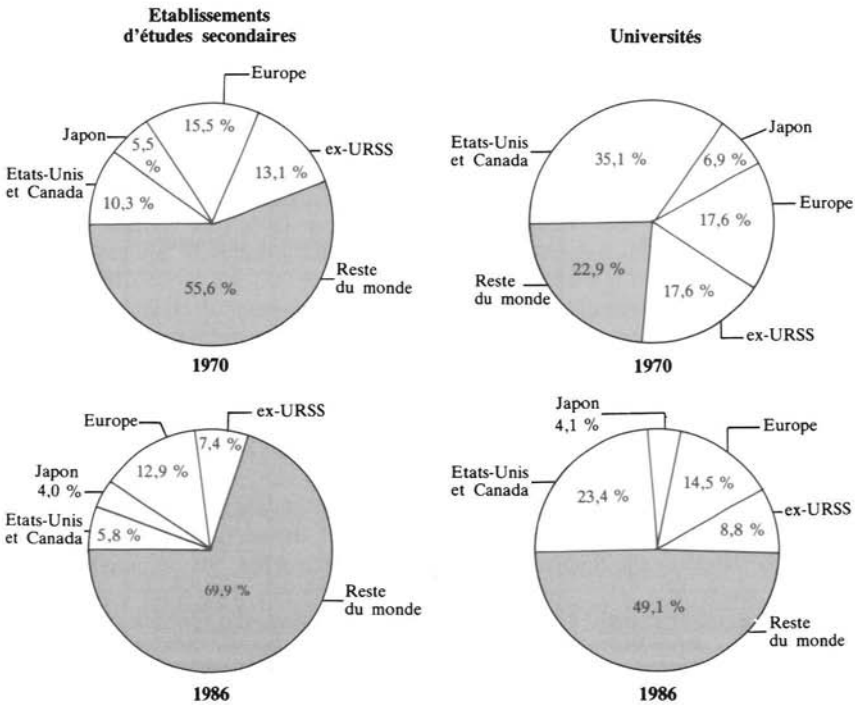 Etablissements
d'études secondaires
Europe
15,5 %
Japon
5,5
%
ex-URSS
13,1 %
Etats-Unis
et Canada
10,3 %
Reste
du monde
55,6 %
1970
Universités
Etats-Unis
et Canada
35,1 %
Japon
6,9 %
Europe
17,6 %
Reste
du monde
22,9 %
17,6 %
ex-URSS
1970
ex-URSS
7,4 %
Europe
12,9 %
Japon
4,0 %
Etats-Unis
et Canada
5,8 %
69,9 %
Reste
du monde
1986
Japon
4,1 %
Europe
14,5 %
Etats-Unis
et Canada
23,4 %
ex-URSS
8,8 %
49,1 %
Reste
du monde
1986